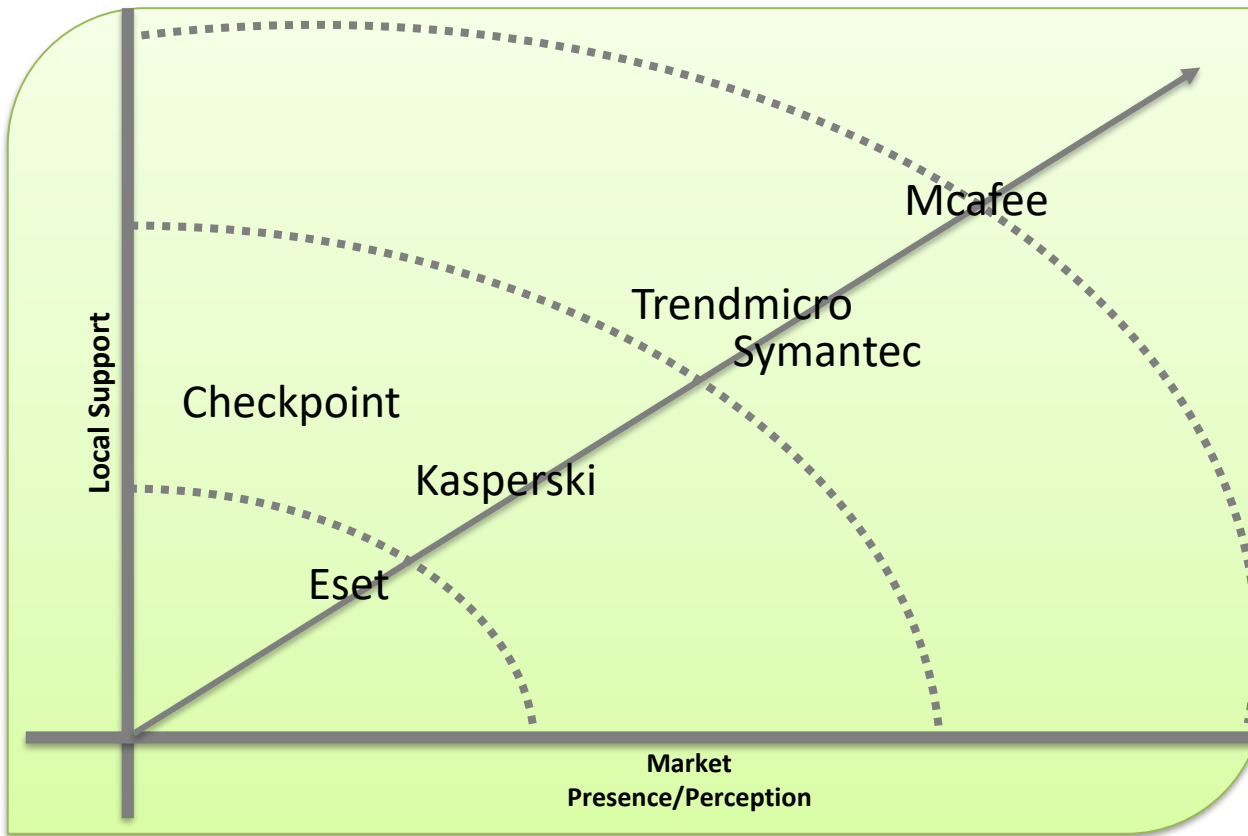 Mcafee
Trendmicro
Symantec
Checkpoint
Kasperski
Eset
Local Support
Market
Presence/Perception